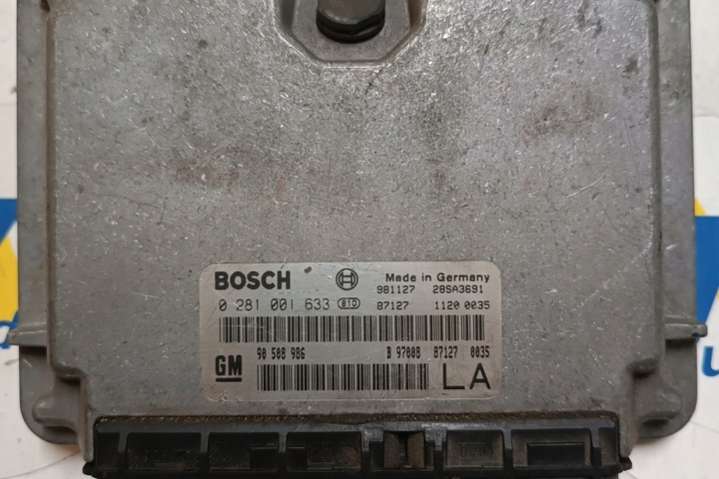 BOSCH Made in Germany
981127 28SA3691
0 281 001 633 87127 1120 0035
GM 90 508 986 B 97008 87127 0035
LA